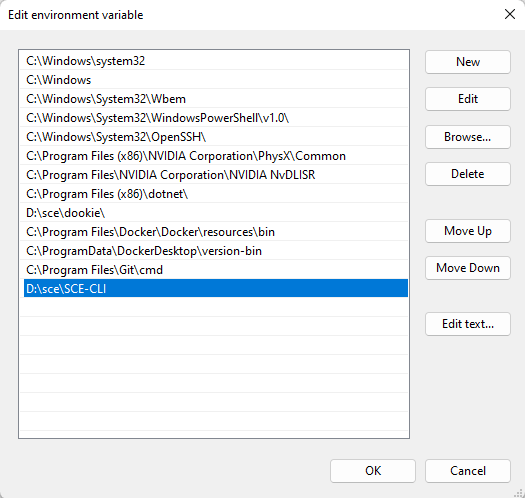 Edit environment variable
C:\Windows\system32
C:\Windows
C:\Windows\System32\Wbem
C:\Windows\System32\WindowsPowerShell\v1.0\
C:\Windows\System32\OpenSSH\
C:\Program Files (x86)\NVIDIA Corporation\PhysX\Common
C:\Program Files\NVIDIA Corporation\NVIDIA NvDLISR
C:\Program Files (x86)\dotnet\
D:\sce\dookie\
C:\Program Files\Docker\Docker\resources\bin
C:\ProgramData\DockerDesktop\version-bin
C:\Program Files\Git\cmd
D:\sce\SCE-CLI
New
Edit
Browse...
Delete
Move Up
Move Down
Edit text...
OK
Cancel